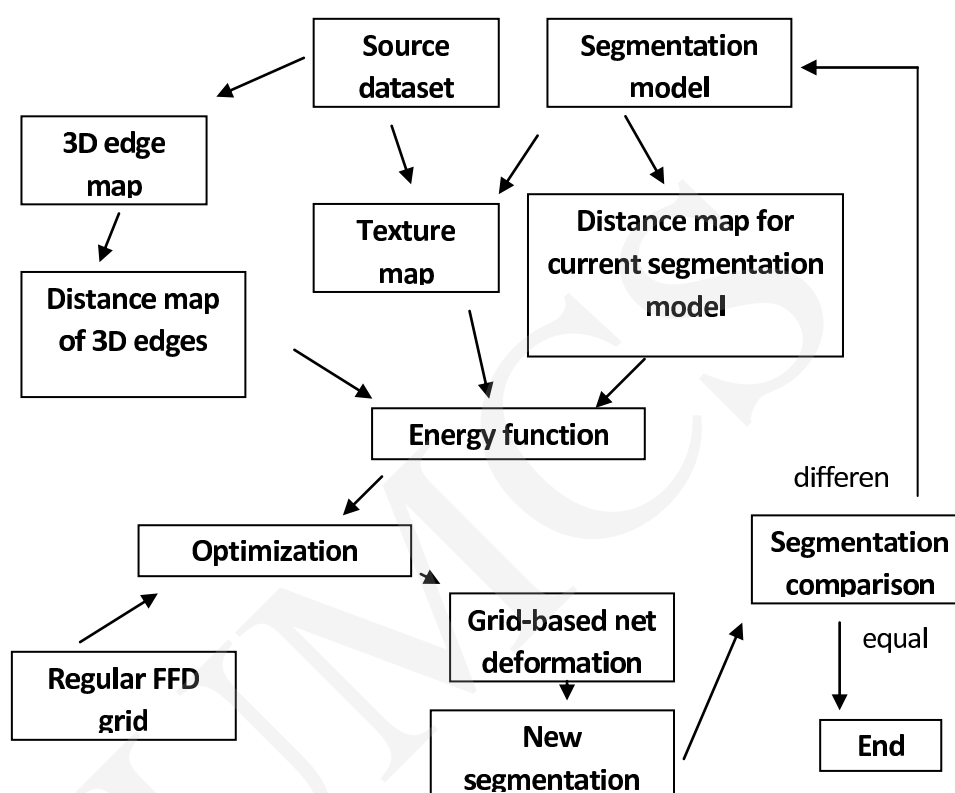 Source
dataset
Segmentation
model
3D edge
map
Texture
map
Distance map for
current segmentation
model
Distance map
of 3D edges
Energy function
differen
Optimization
Segmentation
comparison
Grid-based net
deformation
equal
Regular FFD
grid
New
segmentation
End
UMCS